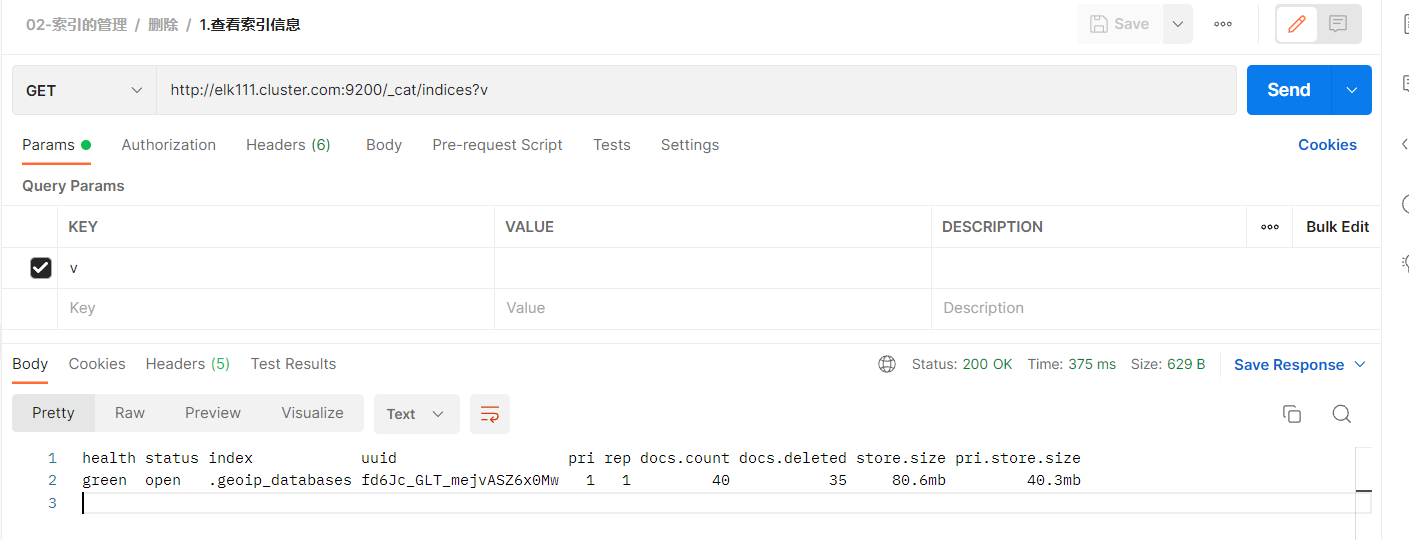 02-索引的管理 / 删除 / 1.查看索引信息
Save
GET
http://elk111.cluster.com:9200/_cat/indices?v
Send
Params Authorization Headers (6) Body Pre-request Script Tests Settings Cookies
Query Params
KEY VALUE DESCRIPTION Bulk Edit
v
Key Value Description
Body Cookies Headers (5) Test Results Status: 200 OK Time: 375 ms Size: 629 B Save Response
Pretty Raw Preview Visualize Text
1 health status index uuid pri rep docs.count docs.deleted store.size pri.store.size
2 green open .geoip_databases fd6Jc_GLT_mejvASZ6x0Mw 1 1 40 35 80.6mb 40.3mb
3